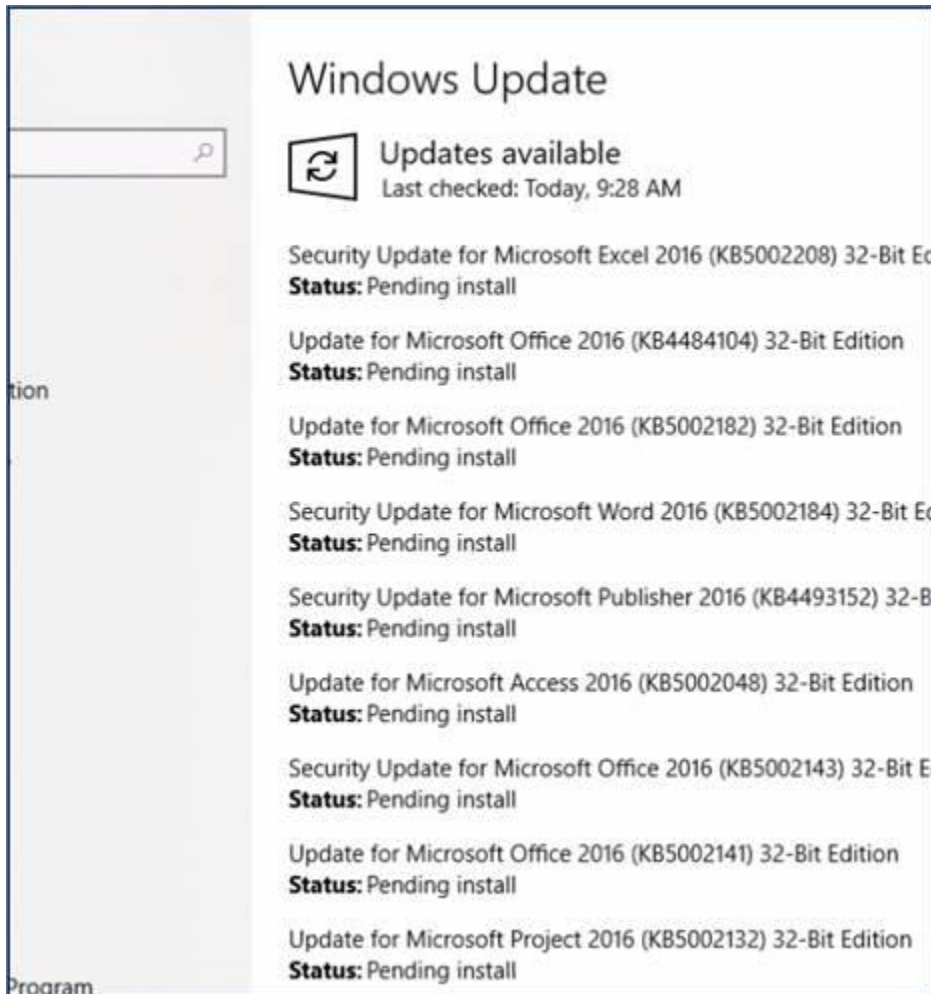 Windows Update
Updates available
Last checked: Today, 9:28 AM
Security Update for Microsoft Excel 2016 (KB5002208) 32-Bit Ed
Status: Pending install
Update for Microsoft Office 2016 (KB4484104) 32-Bit Edition
Status: Pending install
tion
Update for Microsoft Office 2016 (KB5002182) 32-Bit Edition
Status: Pending install
Security Update for Microsoft Word 2016 (KB5002184) 32-Bit Ed
Status: Pending install
Security Update for Microsoft Publisher 2016 (KB4493152) 32-B
Status: Pending install
Update for Microsoft Access 2016 (KB5002048) 32-Bit Edition
Status: Pending install
Security Update for Microsoft Office 2016 (KB5002143) 32-Bit E
Status: Pending install
Update for Microsoft Office 2016 (KB5002141) 32-Bit Edition
Status: Pending install
Update for Microsoft Project 2016 (KB5002132) 32-Bit Edition
Status: Pending install
Program